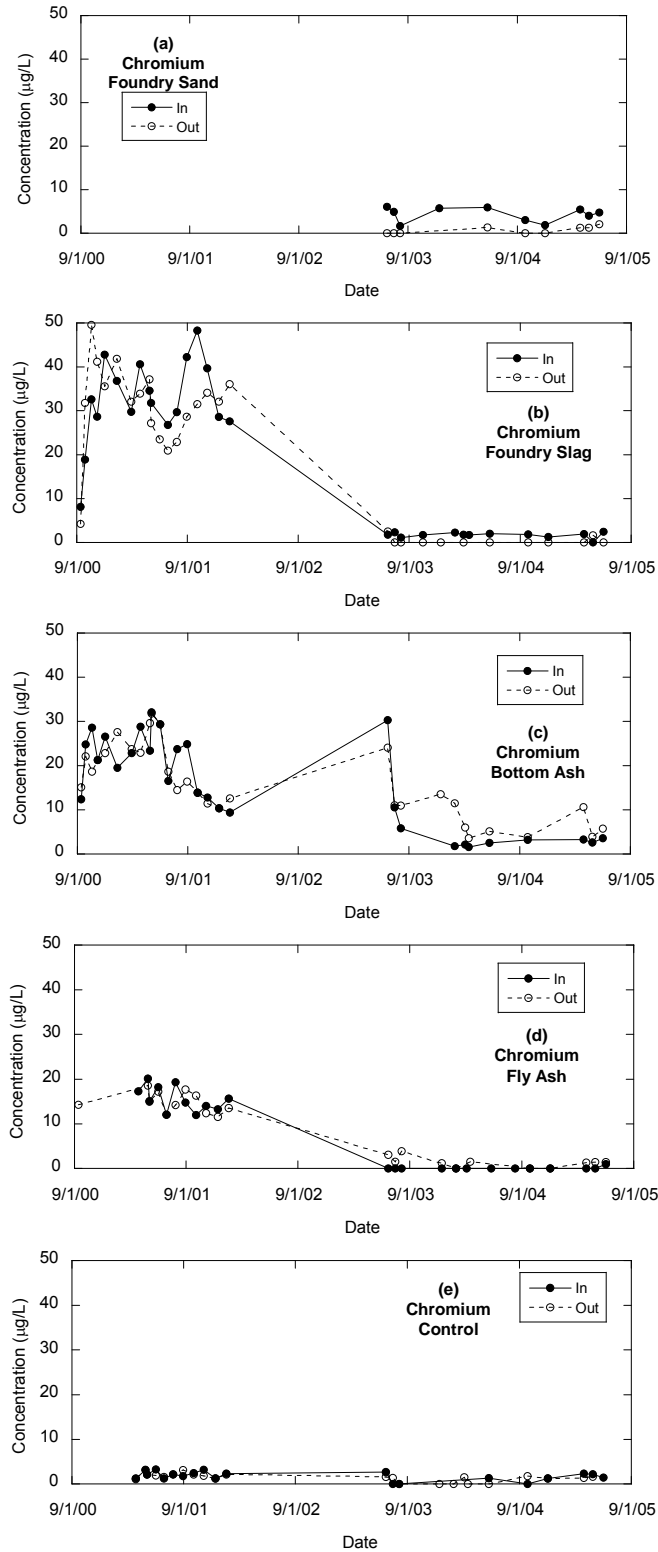 50
40
30
20
10
0
Concentration (μg/L)
(a)
Chromium
Foundry Sand
In
Out
9/1/00 9/1/01 9/1/02 9/1/03 9/1/04 9/1/05
Date
50
40
30
20
10
0
Concentration (μg/L)
In
Out
(b)
Chromium
Foundry Slag
9/1/00 9/1/01 9/1/02 9/1/03 9/1/04 9/1/05
Date
50
40
30
20
10
0
Concentration (μg/L)
In
Out
(c)
Chromium
Bottom Ash
9/1/00 9/1/01 9/1/02 9/1/03 9/1/04 9/1/05
Date
50
40
30
20
10
0
Concentration (μg/L)
In
Out
(d)
Chromium
Fly Ash
9/1/00 9/1/01 9/1/02 9/1/03 9/1/04 9/1/05
Date
50
40
30
20
10
0
Concentration (μg/L)
(e)
Chromium
Control
In
Out
9/1/00 9/1/01 9/1/02 9/1/03 9/1/04 9/1/05
Date